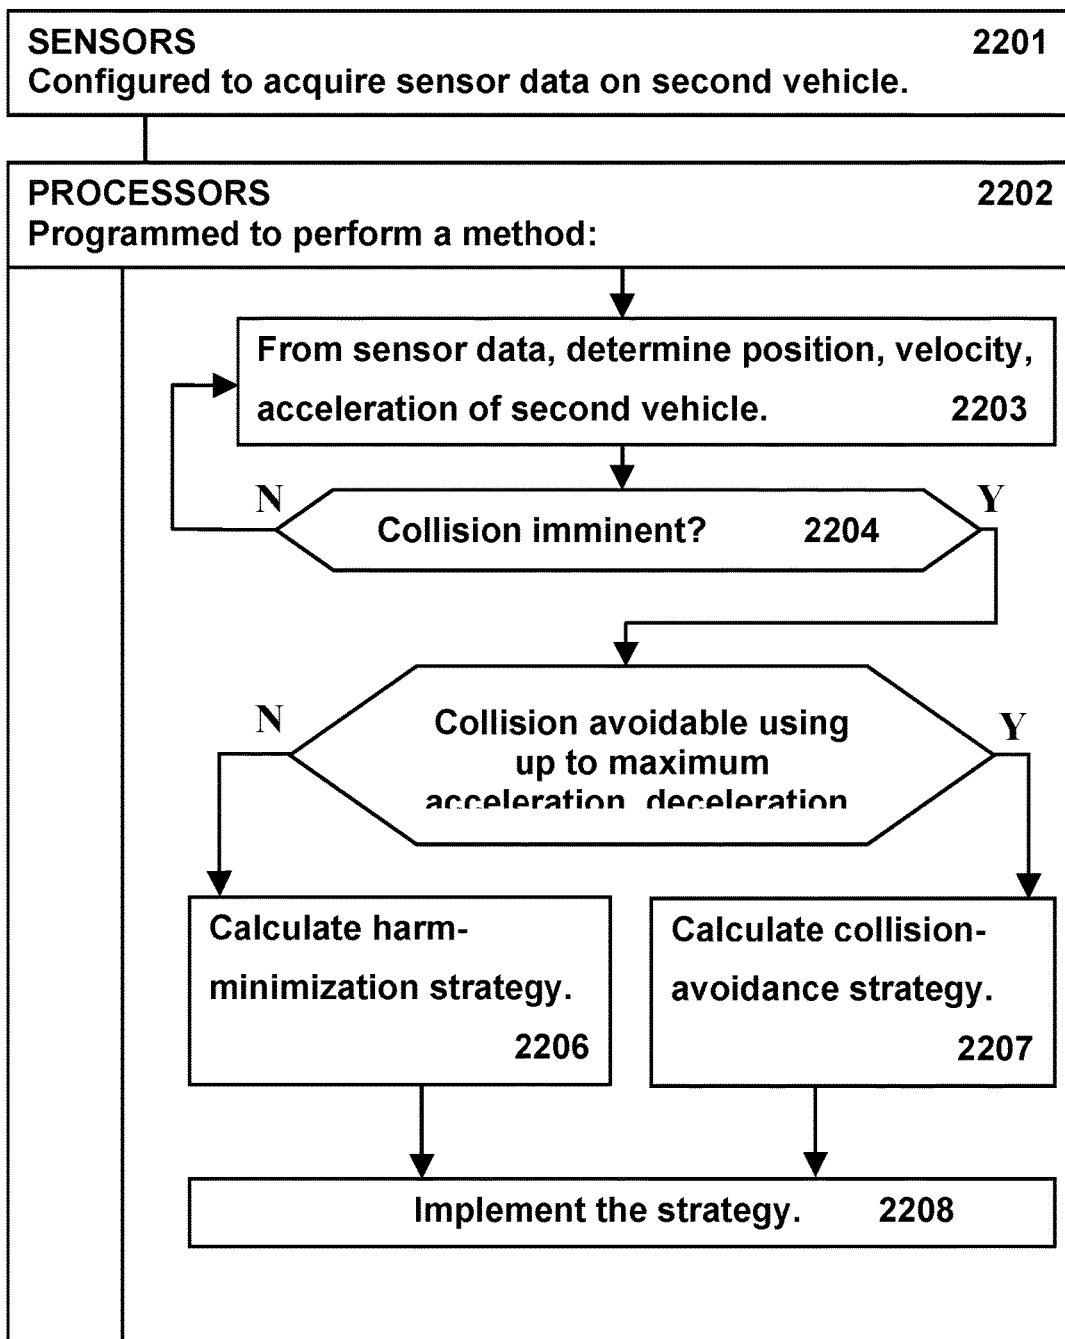 SENSORS 2201
Configured to acquire sensor data on second vehicle.
PROCESSORS 2202
Programmed to perform a method:
From sensor data, determine position, velocity,
acceleration of second vehicle. 2203
N
Y
Collision imminent? 2204
N
Y
Collision avoidable using
up to maximum
acceleration, deceleration
Calculate harm-
minimization strategy.
2206
Calculate collision-
avoidance strategy.
2207
Implement the strategy. 2208